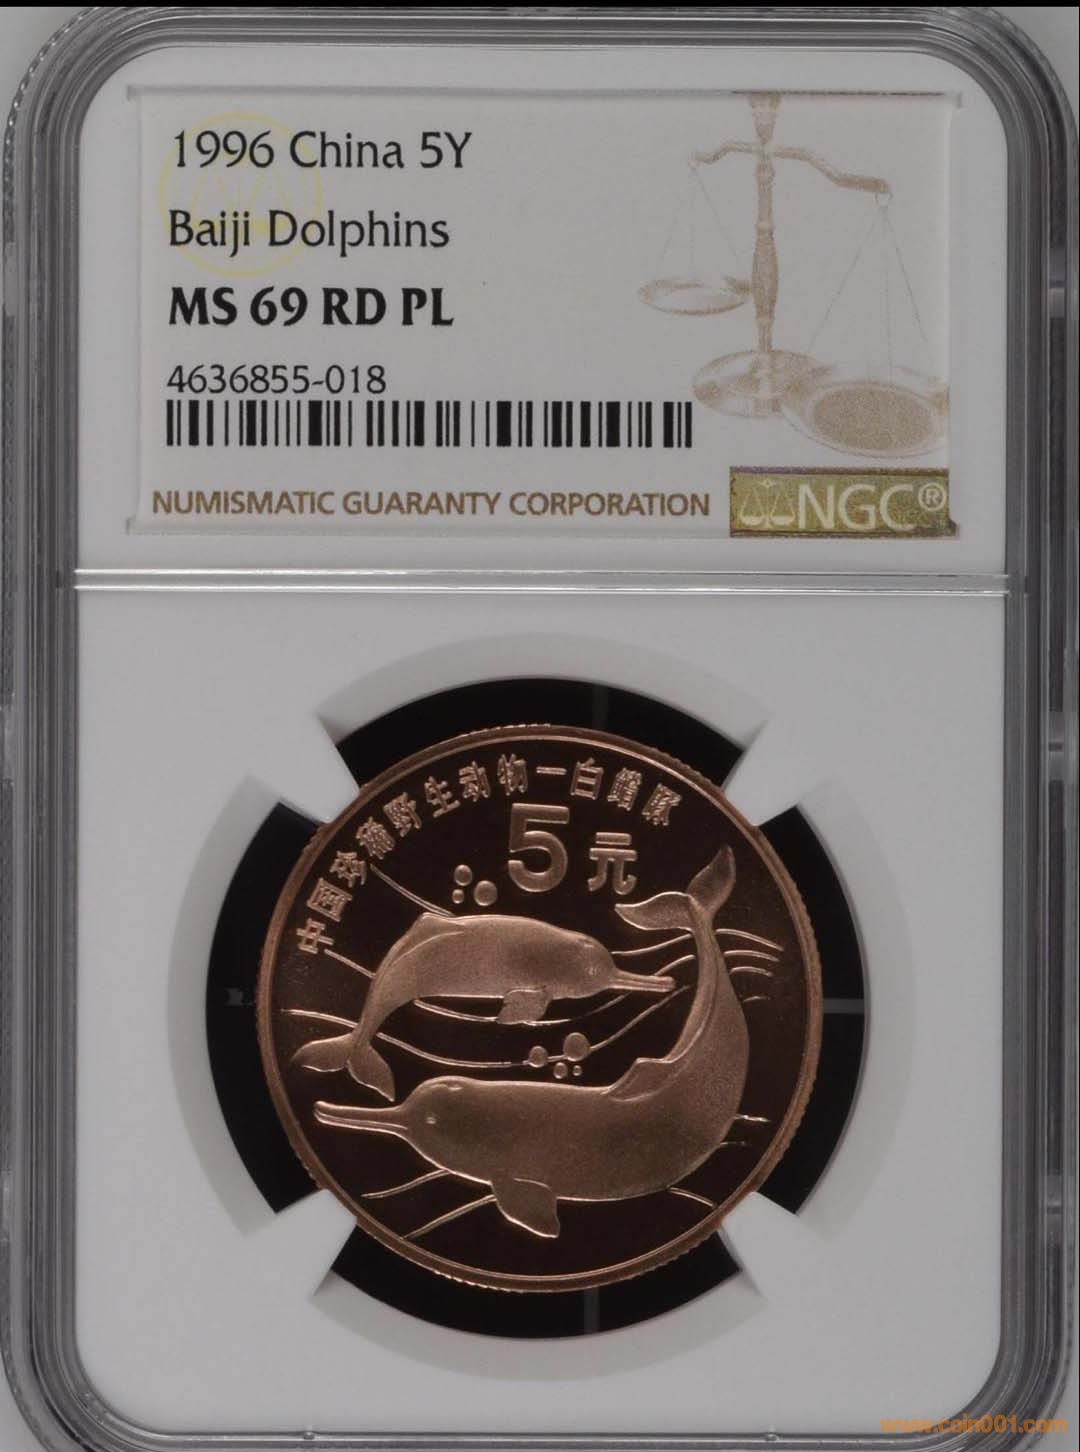 1996 China 5Y
Baiji Dolphins
MS 69 RD PL
4636855-018
NUMISMATIC GUARANTY CORPORATION
NGC®
中国珍稀野生动物—白鱀豚
5元
www.coin001.com